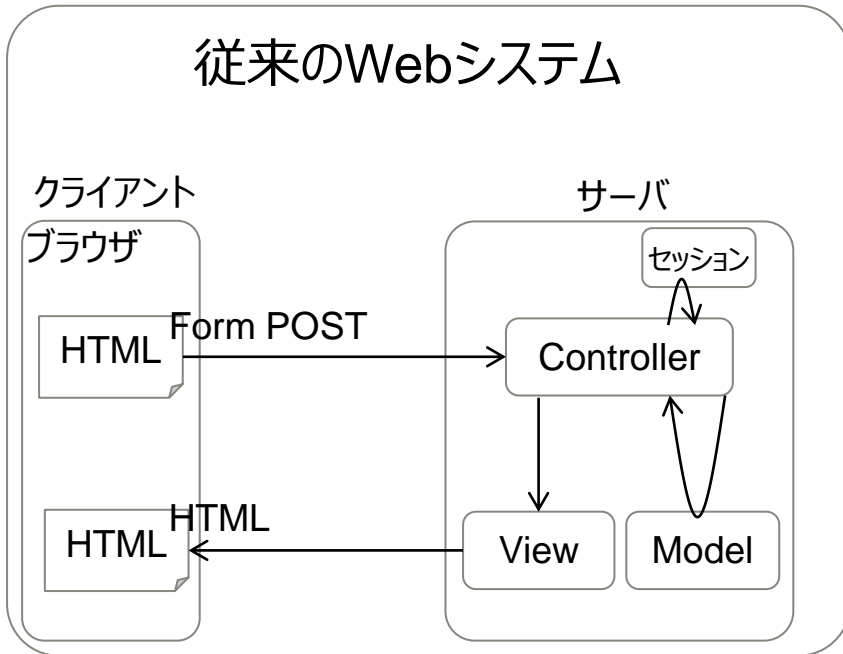 従来のWebシステム
クライアント
サーバ
ブラウザ
セッション
Form POST
HTML
Controller
HTML
HTML
View
Model